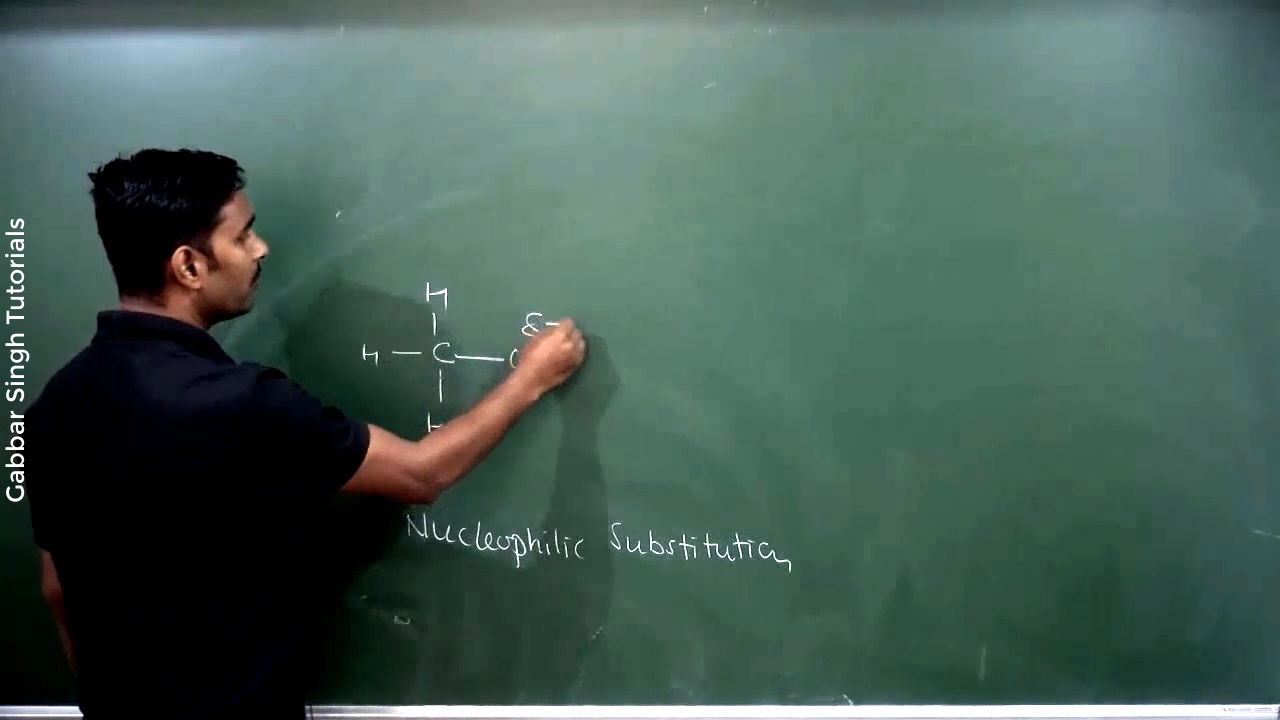 Gabbar Singh Tutorials
H
δ-
H — C —
H
Nucleophilic Substitution